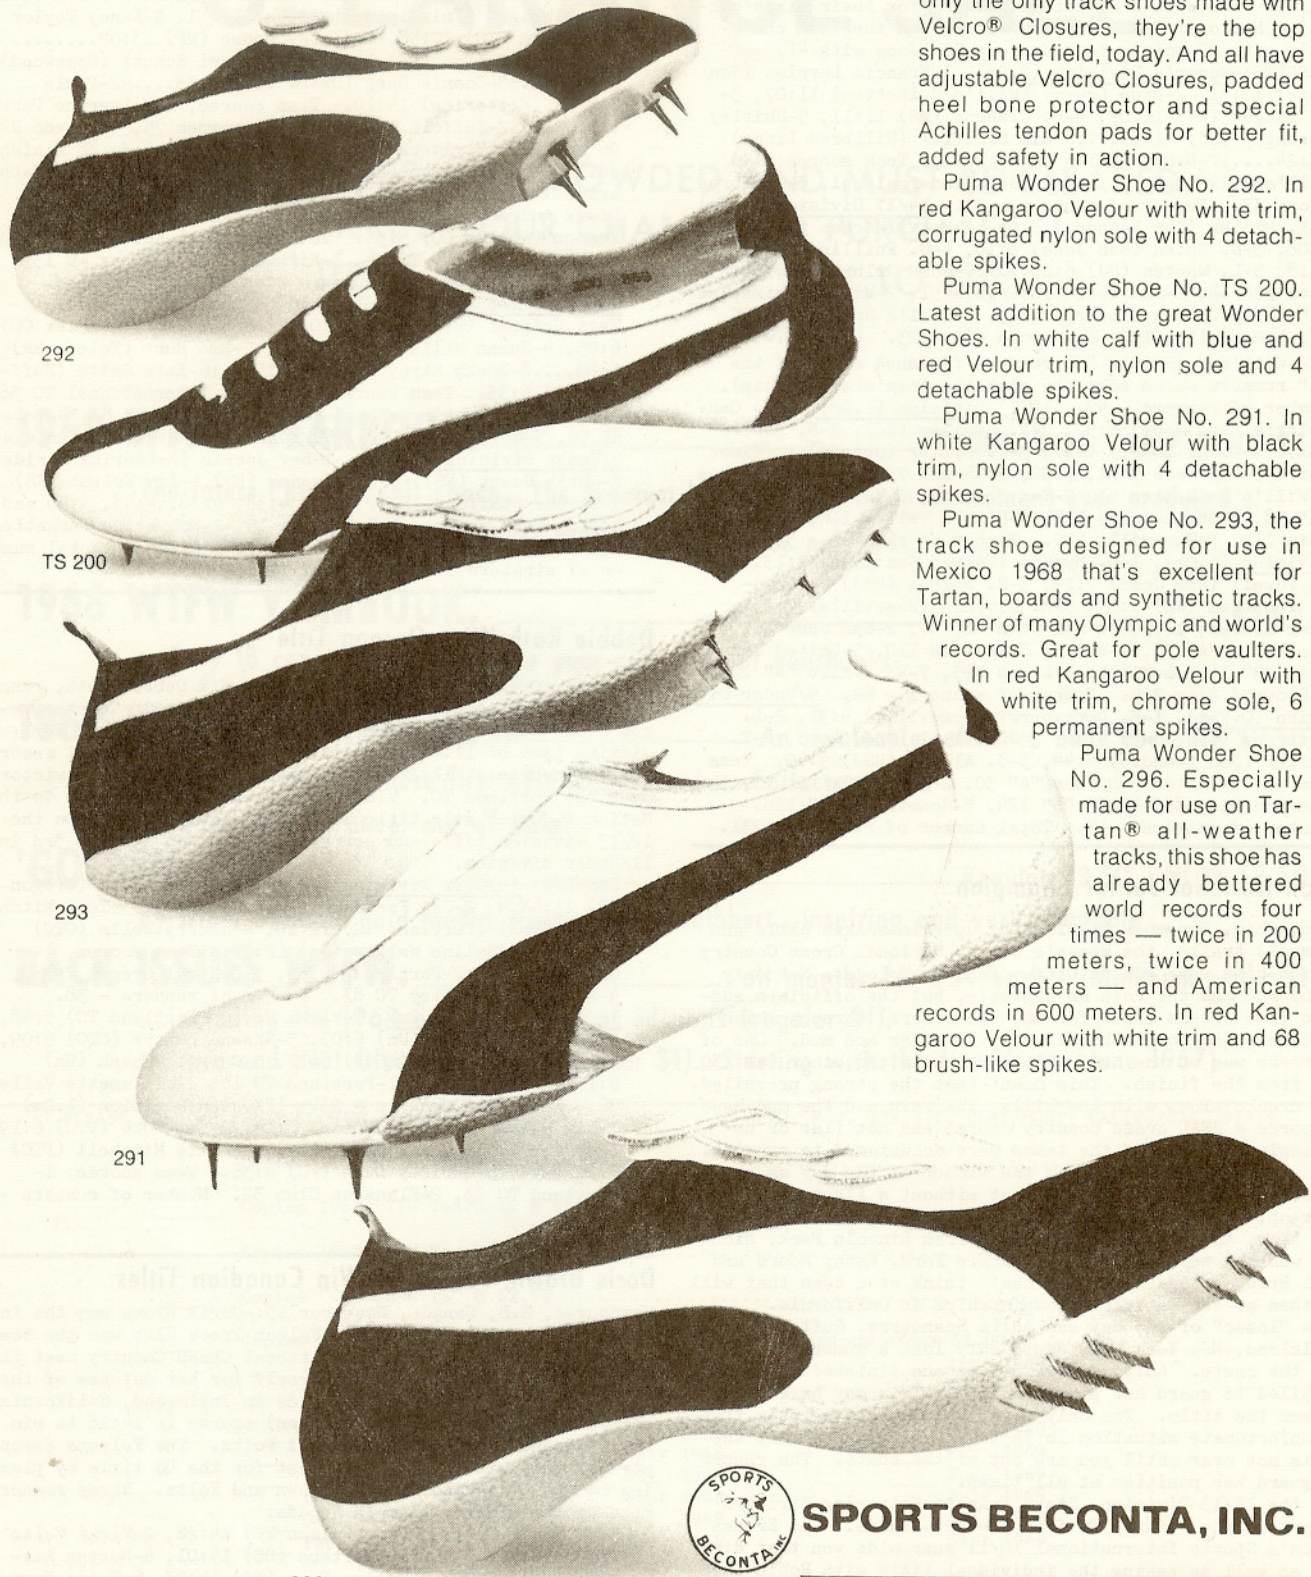 only the only track shoes made with
Velcro® Closures, they're the top
shoes in the field, today. And all have
adjustable Velcro Closures, padded
heel bone protector and special
Achilles tendon pads for better fit,
added safety in action.
Puma Wonder Shoe No. 292. In
red Kangaroo Velour with white trim,
corrugated nylon sole with 4 detach-
able spikes.
Puma Wonder Shoe No. TS 200.
Latest addition to the great Wonder
Shoes. In white calf with blue and
red Velour trim, nylon sole and 4
detachable spikes.
Puma Wonder Shoe No. 291. In
white Kangaroo Velour with black
trim, nylon sole with 4 detachable
spikes.
Puma Wonder Shoe No. 293, the
track shoe designed for use in
Mexico 1968 that's excellent for
Tartan, boards and synthetic tracks.
Winner of many Olympic and world's
records. Great for pole vaulters.
In red Kangaroo Velour with
white trim, chrome sole, 6
permanent spikes.
Puma Wonder Shoe
No. 296. Especially
made for use on Tar-
tan® all-weather
tracks, this shoe has
already bettered
world records four
times — twice in 200
meters, twice in 400
meters — and American
records in 600 meters. In red Kan-
garoo Velour with white trim and 68
brush-like spikes.
292
TS 200
293
291
SPORTS
BECONTA INC
SPORTS BECONTA, INC.